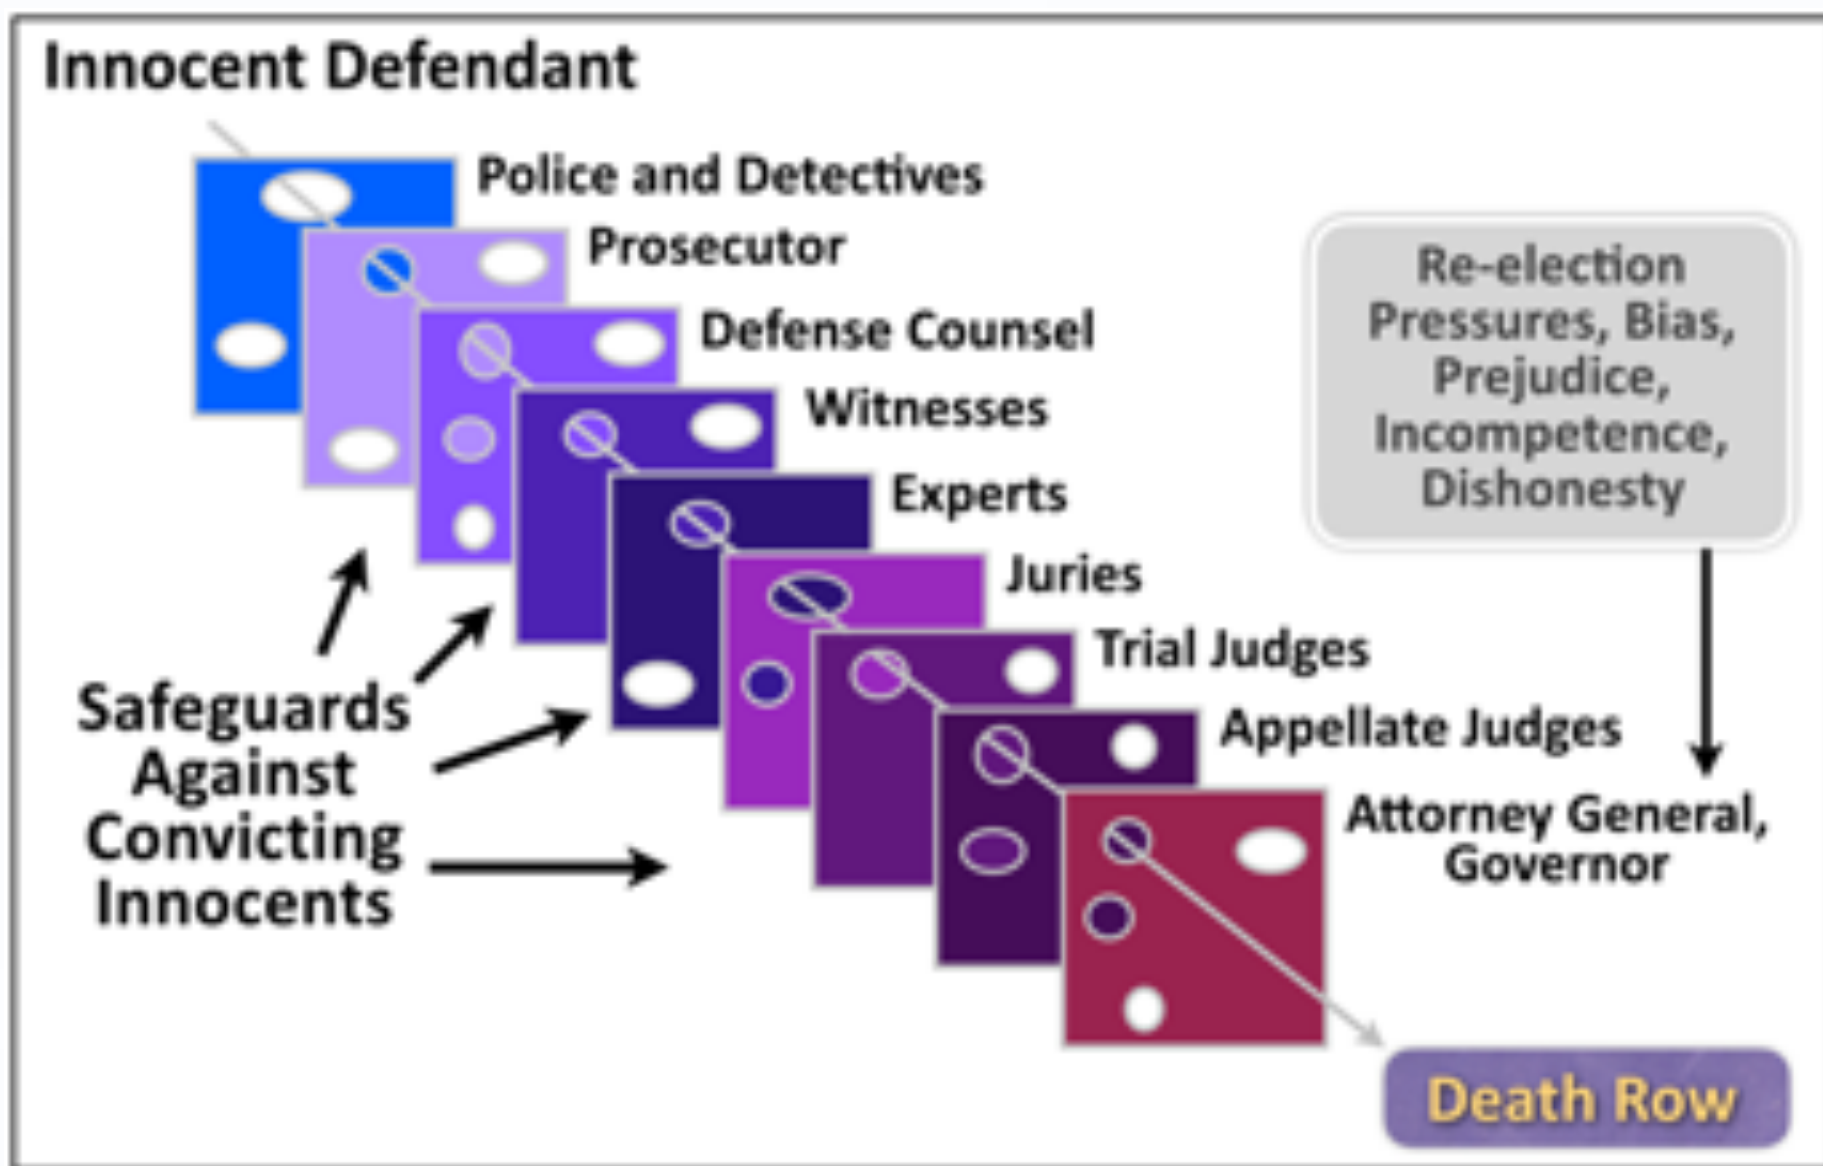 Innocent Defendant
Police and Detectives
Prosecutor
Defense Counsel
Witnesses
Experts
Juries
Trial Judges
Appellate Judges
Attorney General,
Governor
Re-election
Pressures, Bias,
Prejudice,
Incompetence,
Dishonesty
Safeguards
Against
Convicting
Innocents
Death Row